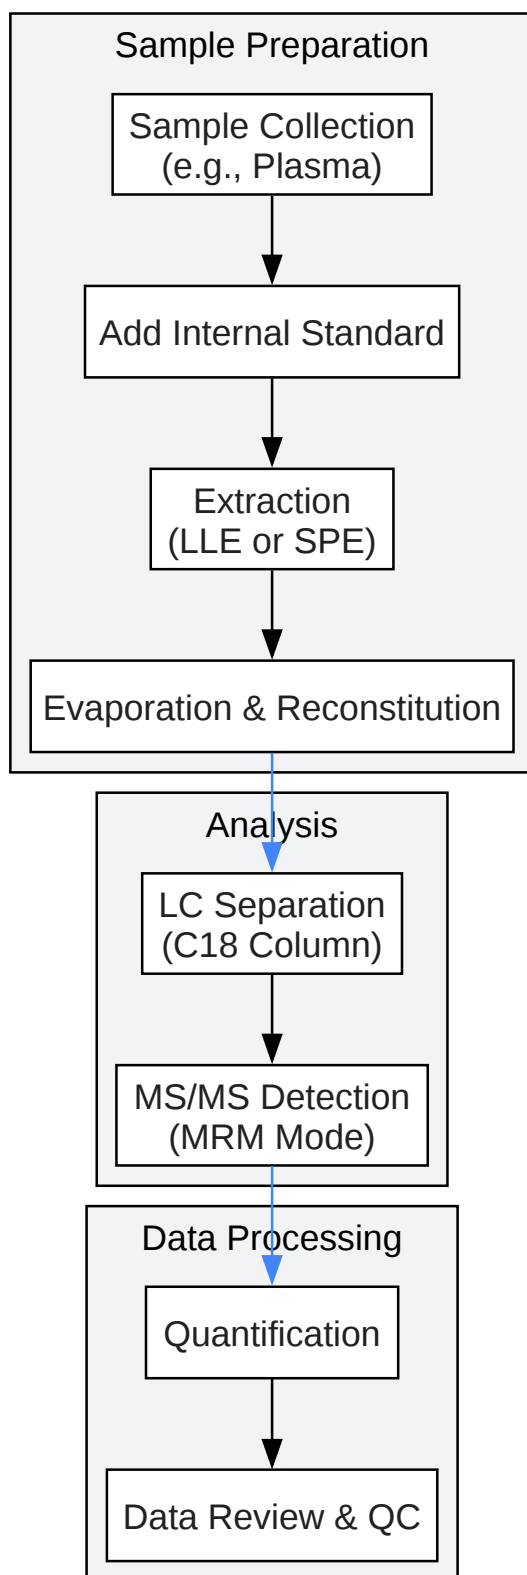 Sample Preparation
Sample Collection
(e.g., Plasma)
Add Internal Standard
Extraction
(LLE or SPE)
Evaporation & Reconstitution
Analysis
LC Separation
(C18 Column)
MS/MS Detection
(MRM Mode)
Data Processing
Quantification
Data Review & QC